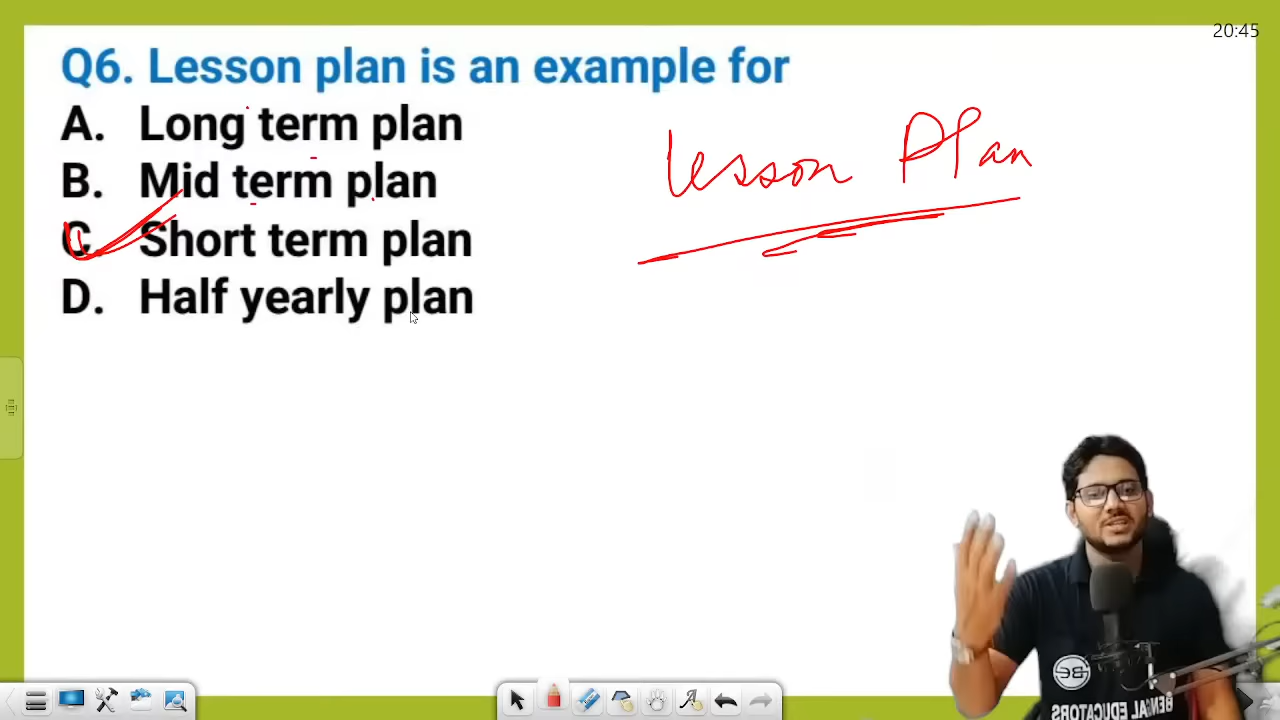 20:45
Q6. Lesson plan is an example for
A. Long term plan
B. Mid term plan
C. Short term plan
D. Half yearly plan
Lesson Plan
BE
BENGAL EDUCATORS